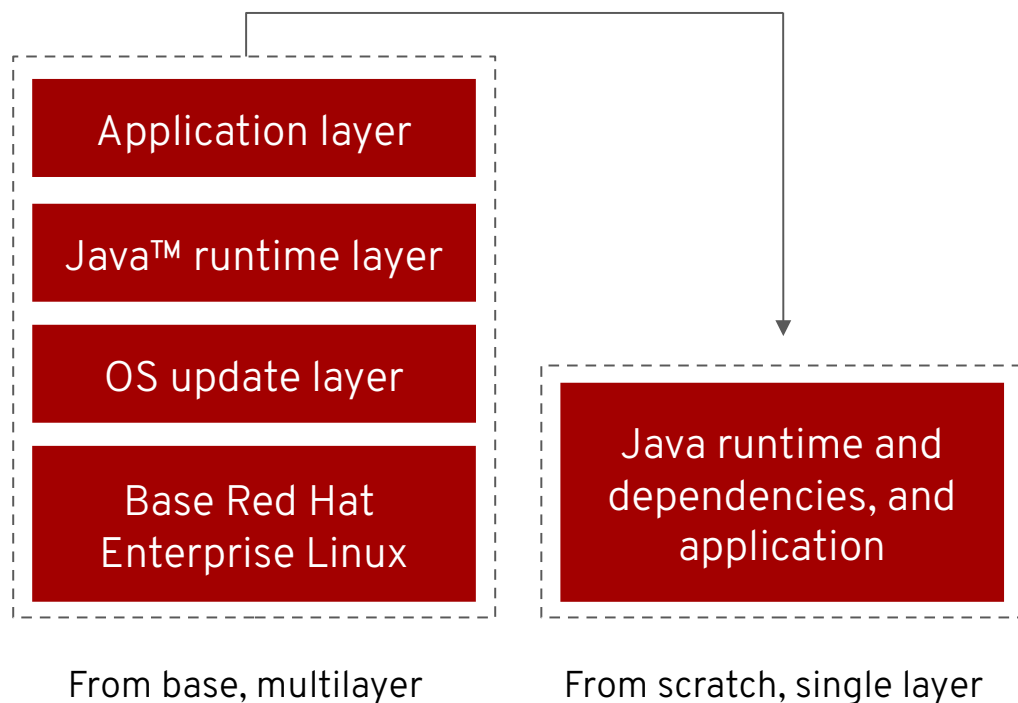 Application layer
Java™ runtime layer
OS update layer
Base Red Hat
Enterprise Linux
From base, multilayer
Java runtime and
dependencies, and
application
From scratch, single layer